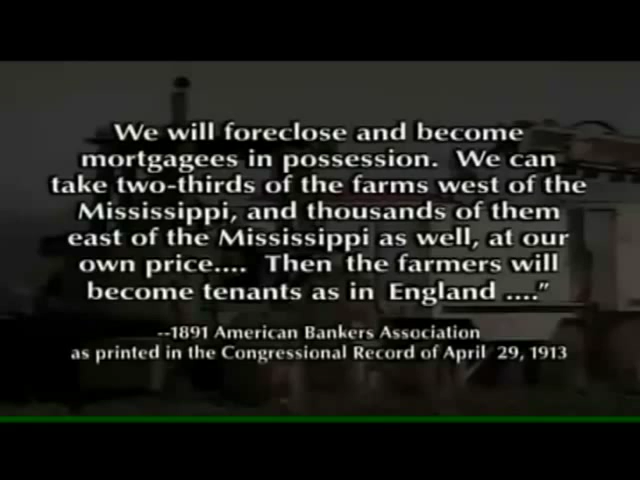 We will foreclose and become
mortgagees in possession. We can
take two-thirds of the farms west of the
Mississippi, and thousands of them
east of the Mississippi as well, at our
own price.... Then the farmers will
become tenants as in England ...."
--1891 American Bankers Association
as printed in the Congressional Record of April 29, 1913